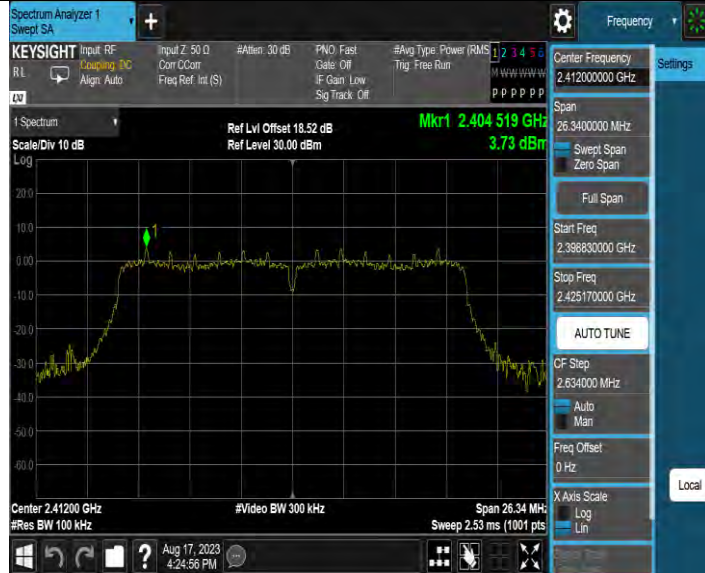 Spectrum Analyzer 1
Swept SA
+
Frequency
KEYSIGHT
R L
LXI
Input: RF
Coupling: DC
Align: Auto
Input Z: 50 Ω
Corr CCorr
Freq Ref: Int (S)
#Atten: 30 dB
PNO: Fast
Gate: Off
IF Gain: Low
Sig Track: Off
#Avg Type: Power (RMS
Trig: Free Run
1 2 3 4 5 6
M W W W W W
P P P P P P
1 Spectrum
Scale/Div 10 dB
Ref Lvl Offset 18.52 dB
Ref Level 30.00 dBm
Mkr1 2.404 519 GHz
3.73 dBm
Log
20.0
10.0
0.00
-10.0
-20.0
-30.0
-40.0
-50.0
-60.0
1
Center 2.41200 GHz
#Res BW 100 kHz
#Video BW 300 kHz
Span 26.34 MHz
Sweep 2.53 ms (1001 pts
Aug 17, 2023
4:24:56 PM
?
Center Frequency
2.412000000 GHz
Settings
Span
26.3400000 MHz
Swept Span
Zero Span
Full Span
Start Freq
2.398830000 GHz
Stop Freq
2.425170000 GHz
AUTO TUNE
CF Step
2.634000 MHz
Auto
Man
Freq Offset
0 Hz
X Axis Scale
Log
Lin
Local